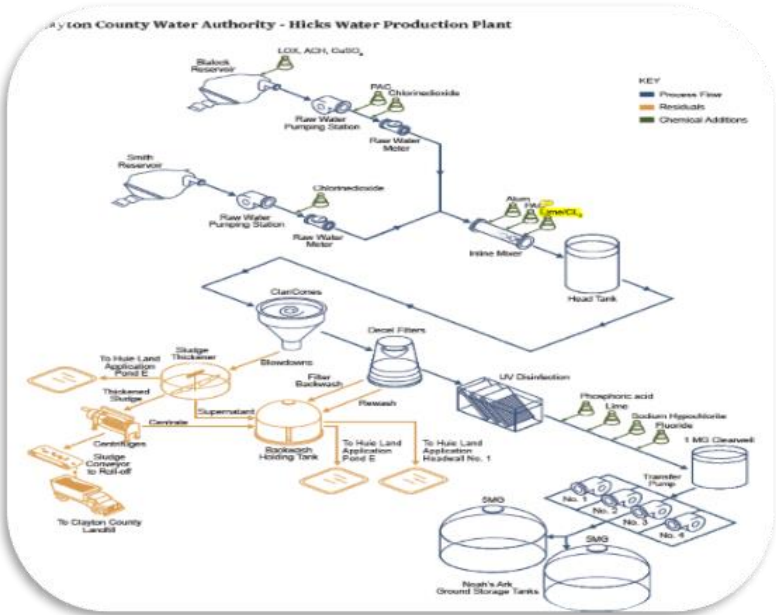 ayton County Water Authority - Hicks Water Production Plant
LOX, ACH, CuSO4
Blalock
Reservoir
PAC
Chlorinedioxide
Raw Water
Pumping Station
Raw Water
Meter
KEY
Process Flow
Residuals
Chemical Additions
Smith
Reservoir
Chlorinedioxide
Raw Water
Pumping Station
Raw Water
Meter
Alum
PAC
Lime/CL2
Inline Mixer
Head Tank
ClariCones
Decel Filters
Sludge
Thickener
To Huie Land
Application
Pond E
Blowdowns
Filter
Backwash
UV Disinfection
Thickened
Sludge
Supernatant
Rewash
Phosphoric acid
Lime
Sodium Hypochlorite
Fluoride
Centrate
Centrifuges
Backwash
Holding Tank
To Huie Land
Application
Pond E
To Huie Land
Application
Headwall No. 1
1 MG Clearwell
Sludge
Conveyor
to Roll-off
Transfer
Pump
No. 1
No. 2
No. 3
No. 4
To Clayton County
Landfill
5MG
5MG
Noah's Ark
Ground Storage Tanks